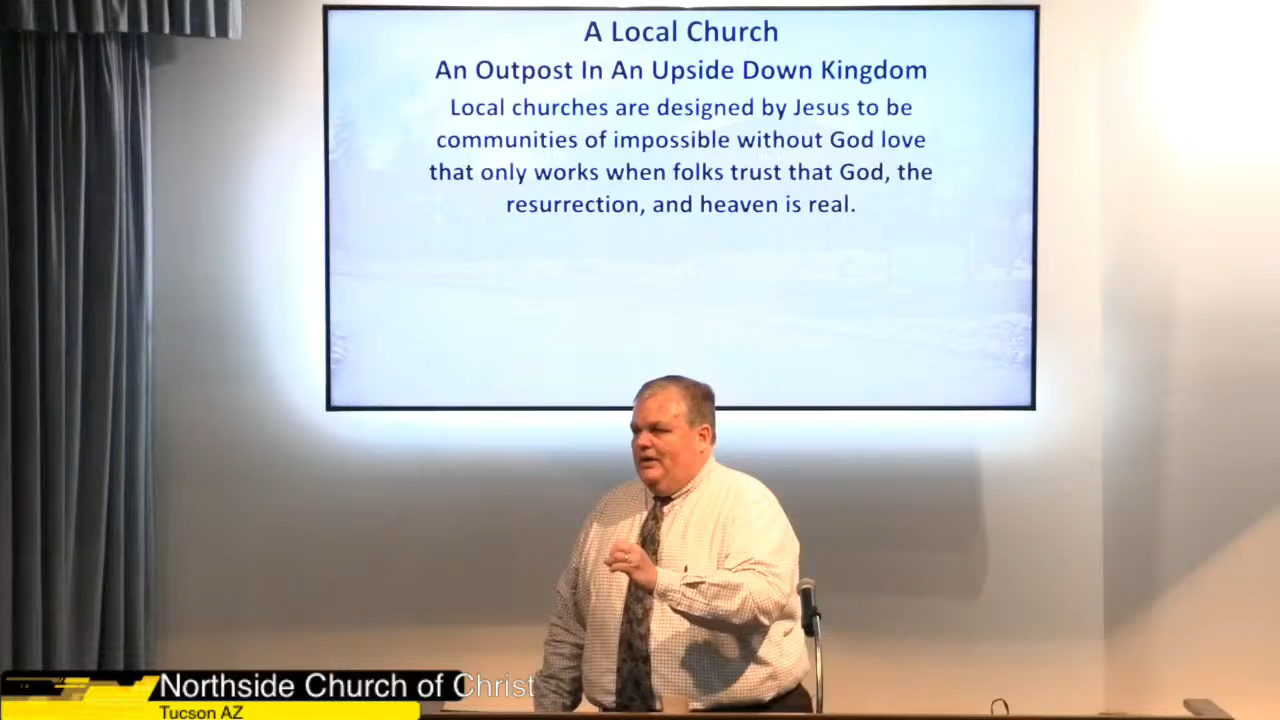 A Local Church
An Outpost In An Upside Down Kingdom
Local churches are designed by Jesus to be
communities of impossible without God love
that only works when folks trust that God, the
resurrection, and heaven is real.
Northside Church of Christ
Tucson AZ